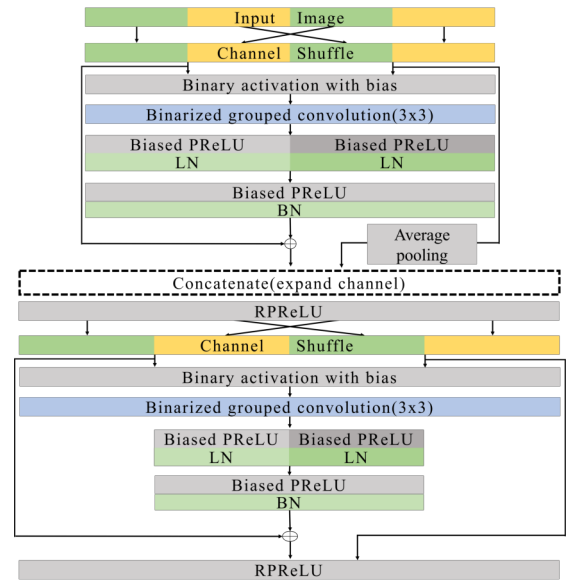 Input Image
Channel Shuffle
Binary activation with bias
Binarized grouped convolution(3x3)
Biased PReLU Biased PReLU
LN LN
Biased PReLU
BN
Average
pooling
Concatenate(expand channel)
RPReLU
Channel Shuffle
Binary activation with bias
Binarized grouped convolution(3x3)
Biased PReLU Biased PReLU
LN LN
Biased PReLU
BN
RPReLU